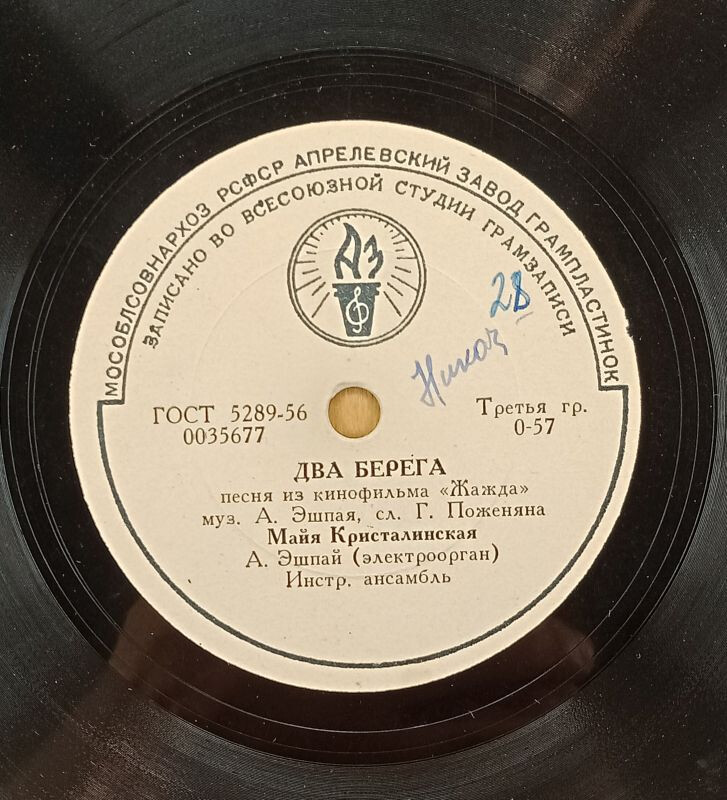 МОСОБЛСОВНАРХОЗ РСФСР АПРЕЛЕВСКИЙ ЗАВОД ГРАМПЛАСТИНОК
ЗАПИСАНО ВО ВСЕСОЮЗНОЙ СТУДИИ ГРАМЗАПИСИ
АЗ
28
ГОСТ 5289-56
0035677
Третья гр.
0-57
ДВА БЕРЕГА
песня из кинофильма «Жажда»
муз. А. Эшпая, сл. Г. Поженяна
Майя Кристалинская
А. Эшпай (электроорган)
Инстр. ансамбль